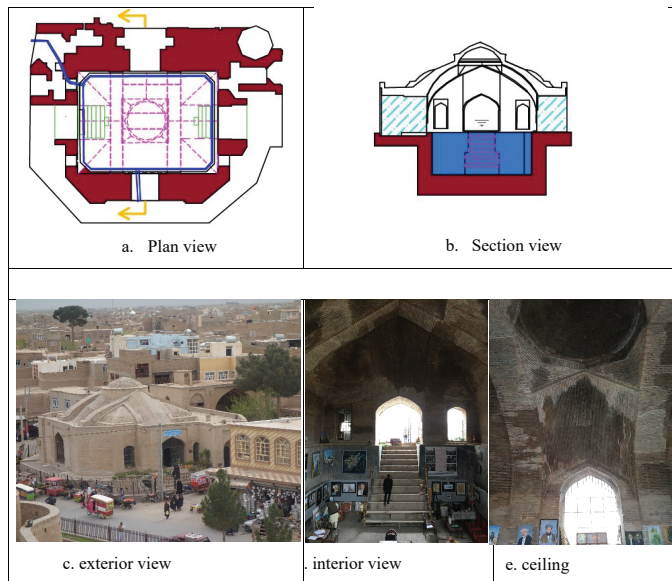 a. Plan view
b. Section view
c. exterior view
. interior view
e. ceiling